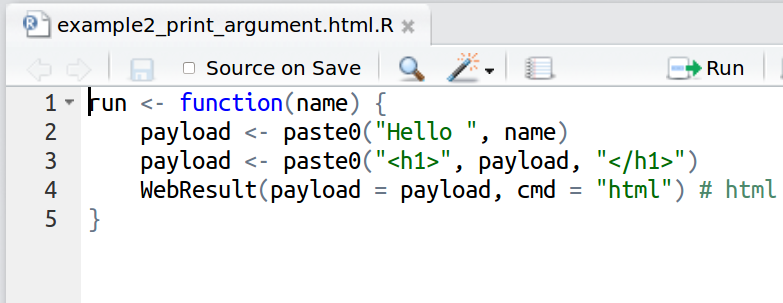 example2_print_argument.html.R
Source on Save Run
1 run <- function(name) {
2     payload <- paste0("Hello ", name)
3     payload <- paste0("<h1>", payload, "</h1>")
4     WebResult(payload = payload, cmd = "html") # html
5 }